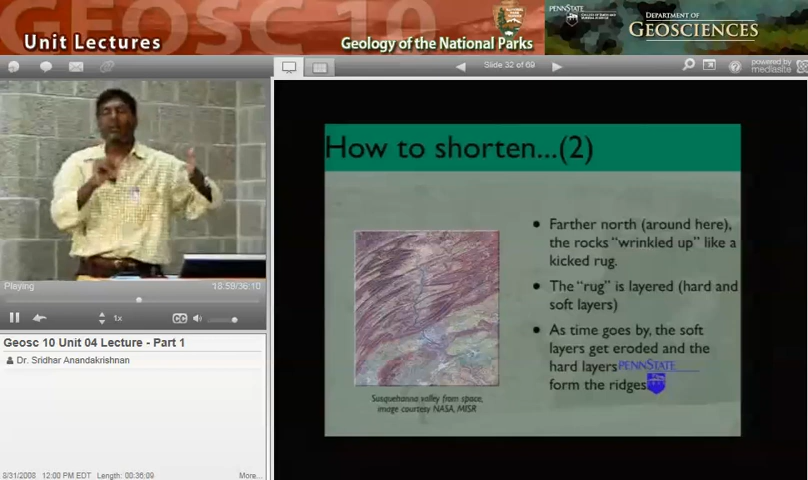 GEOSC 10
Unit Lectures
Geology of the National Parks
PENNSTATE
DEPARTMENT OF
GEOSCIENCES
Slide 32 of 69
powered by
mediasite
How to shorten...(2)
Farther north (around here),
the rocks "wrinkled up" like a
kicked rug.
The "rug" is layered (hard and
soft layers)
As time goes by, the soft
layers get eroded and the
hard layers
form the ridges
PENNSTATE
Susquehanna valley from space,
image courtesy NASA, MISR
Playing
18:58/36:10
1x
CC
Geosc 10 Unit 04 Lecture - Part 1
Dr. Sridhar Anandakrishnan
8/31/2008 12:00 PM EDT Length: 00:36:09
More...